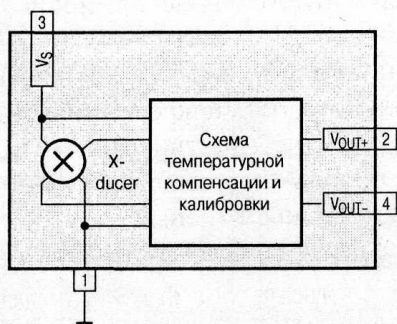 3
VS
X-
ducer
Схема
температурной
компенсации и
калибровки
VOUT+ 2
VOUT– 4
1